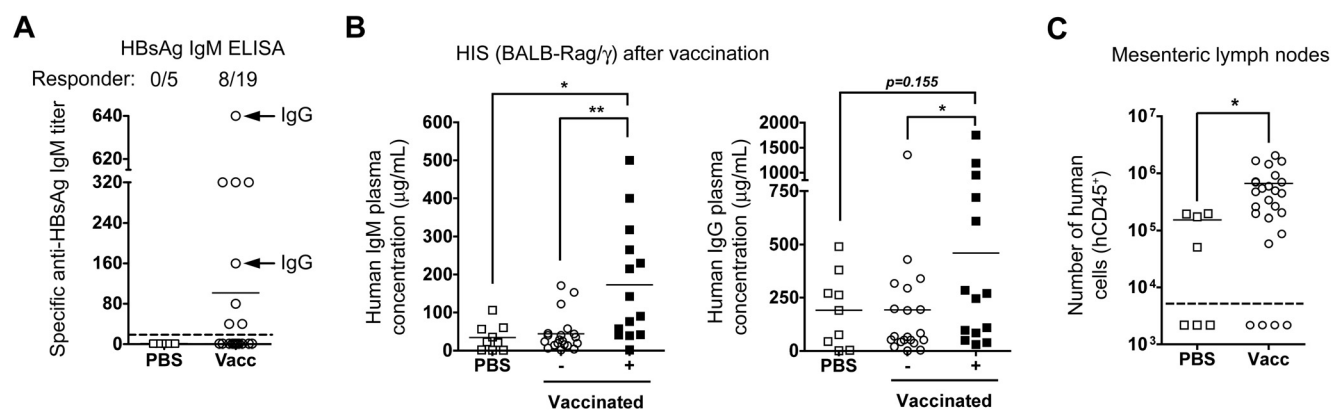 A
HBsAg IgM ELISA
Responder: 0/5 8/19
Specific anti-HBsAg IgM titer
640
620
320
160
80
0
IgG
IgG
PBS Vacc
B
HIS (BALB-Rag/γ) after vaccination
Human IgM plasma
concentration (μg/mL)
600
500
400
300
200
100
0
*
**
PBS - +
Vaccinated
Human IgG plasma
concentration (μg/mL)
2000
1500
1000
750
500
250
0
p=0.155
*
PBS - +
Vaccinated
C
Mesenteric lymph nodes
Number of human
cells (hCD45⁺)
10⁷
10⁶
10⁵
10⁴
10³
*
PBS Vacc